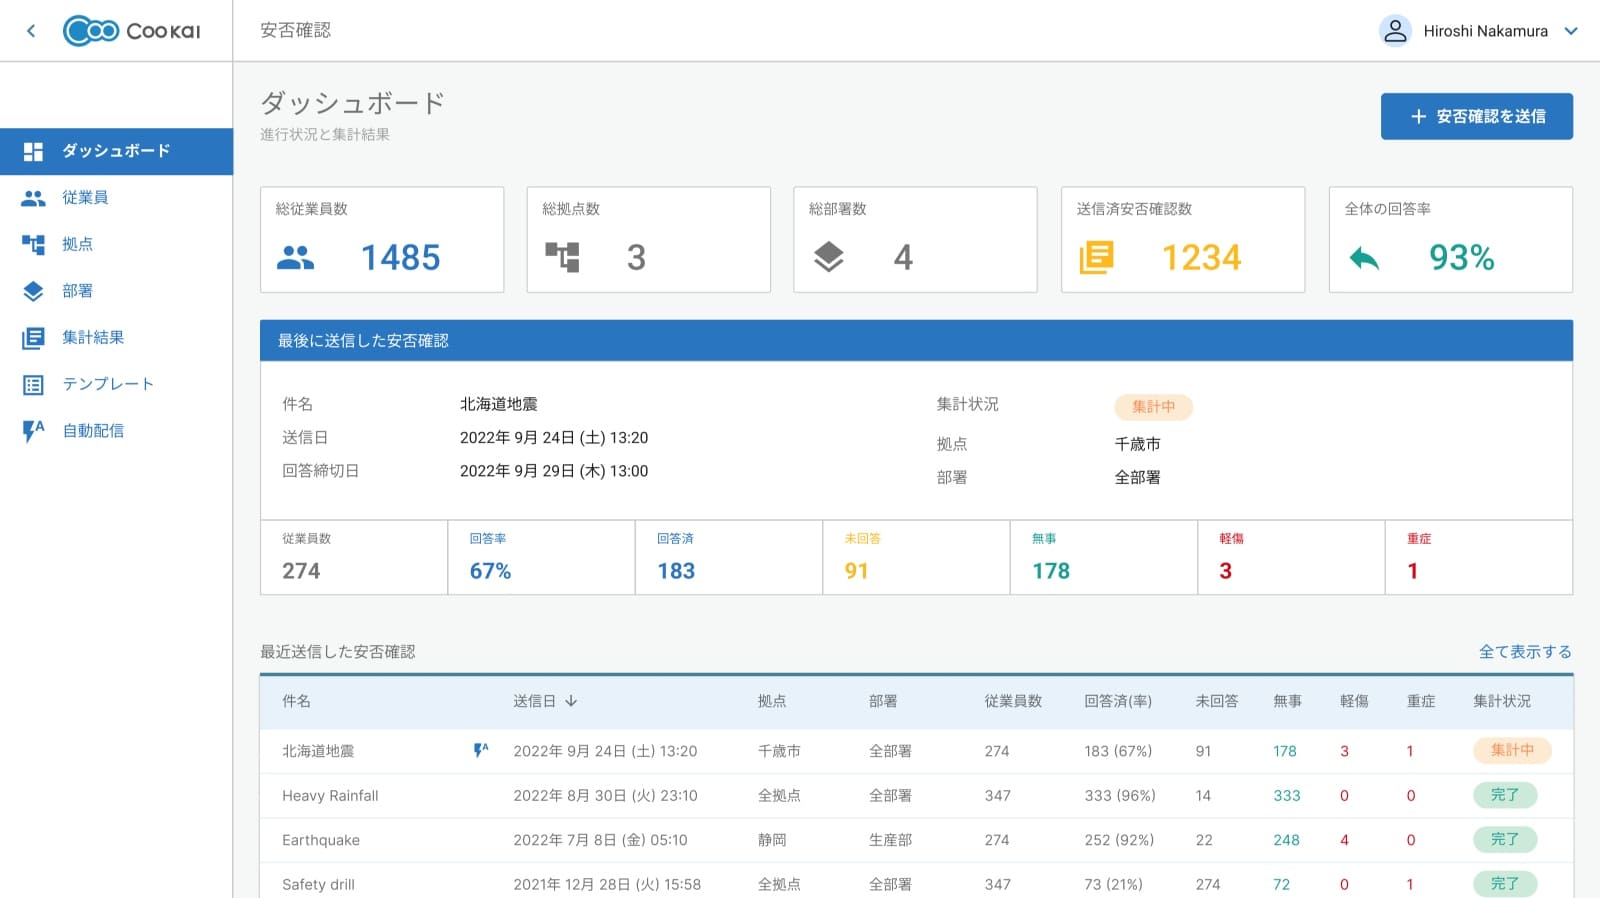 CooKai
安否確認
Hiroshi Nakamura
ダッシュボード
従業員
拠点
部署
集計結果
テンプレート
自動配信
ダッシュボード
進行状況と集計結果
+ 安否確認を送信
総従業員数
1485
総拠点数
3
総部署数
4
送信済安否確認数
1234
全体の回答率
93%
最後に送信した安否確認
件名 北海道地震
送信日 2022年 9月 24日 (土) 13:20
回答締切日 2022年 9月 29日 (木) 13:00
集計状況 集計中
拠点 千歳市
部署 全部署
従業員数
274
回答率
67%
回答済
183
未回答
91
無事
178
軽傷
3
重症
1
最近送信した安否確認 全て表示する
件名 送信日 ↓ 拠点 部署 従業員数 回答済(率) 未回答 無事 軽傷 重症 集計状況
北海道地震 A 2022年 9月 24日 (土) 13:20 千歳市 全部署 274 183 (67%) 91 178 3 1 集計中
Heavy Rainfall 2022年 8月 30日 (火) 23:10 全拠点 全部署 347 333 (96%) 14 333 0 0 完了
Earthquake 2022年 7月 8日 (金) 05:10 静岡 生産部 274 252 (92%) 22 248 4 0 完了
Safety drill 2021年 12月 28日 (火) 15:58 全拠点 全部署 347 73 (21%) 274 72 0 1 完了